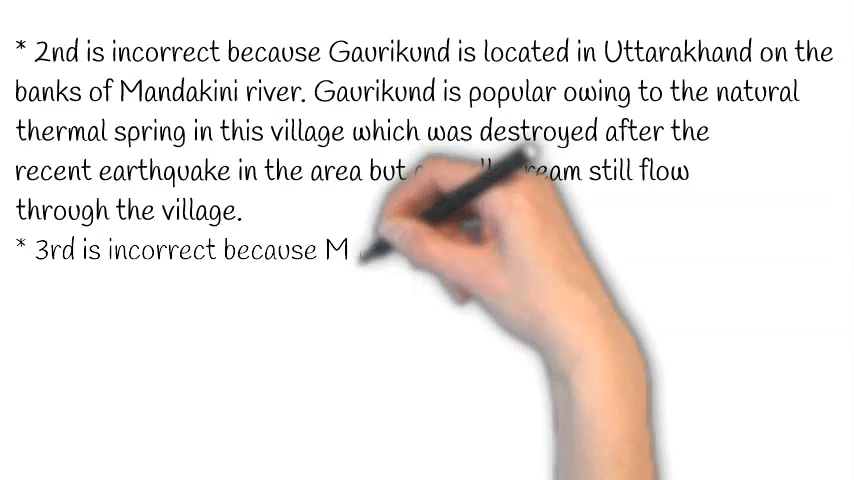 * 2nd is incorrect because Gaurikund is located in Uttarakhand on the
banks of Mandakini river. Gaurikund is popular owing to the natural
thermal spring in this village which was destroyed after the
recent earthquake in the area but still flow
through the village.
* 3rd is incorrect because M